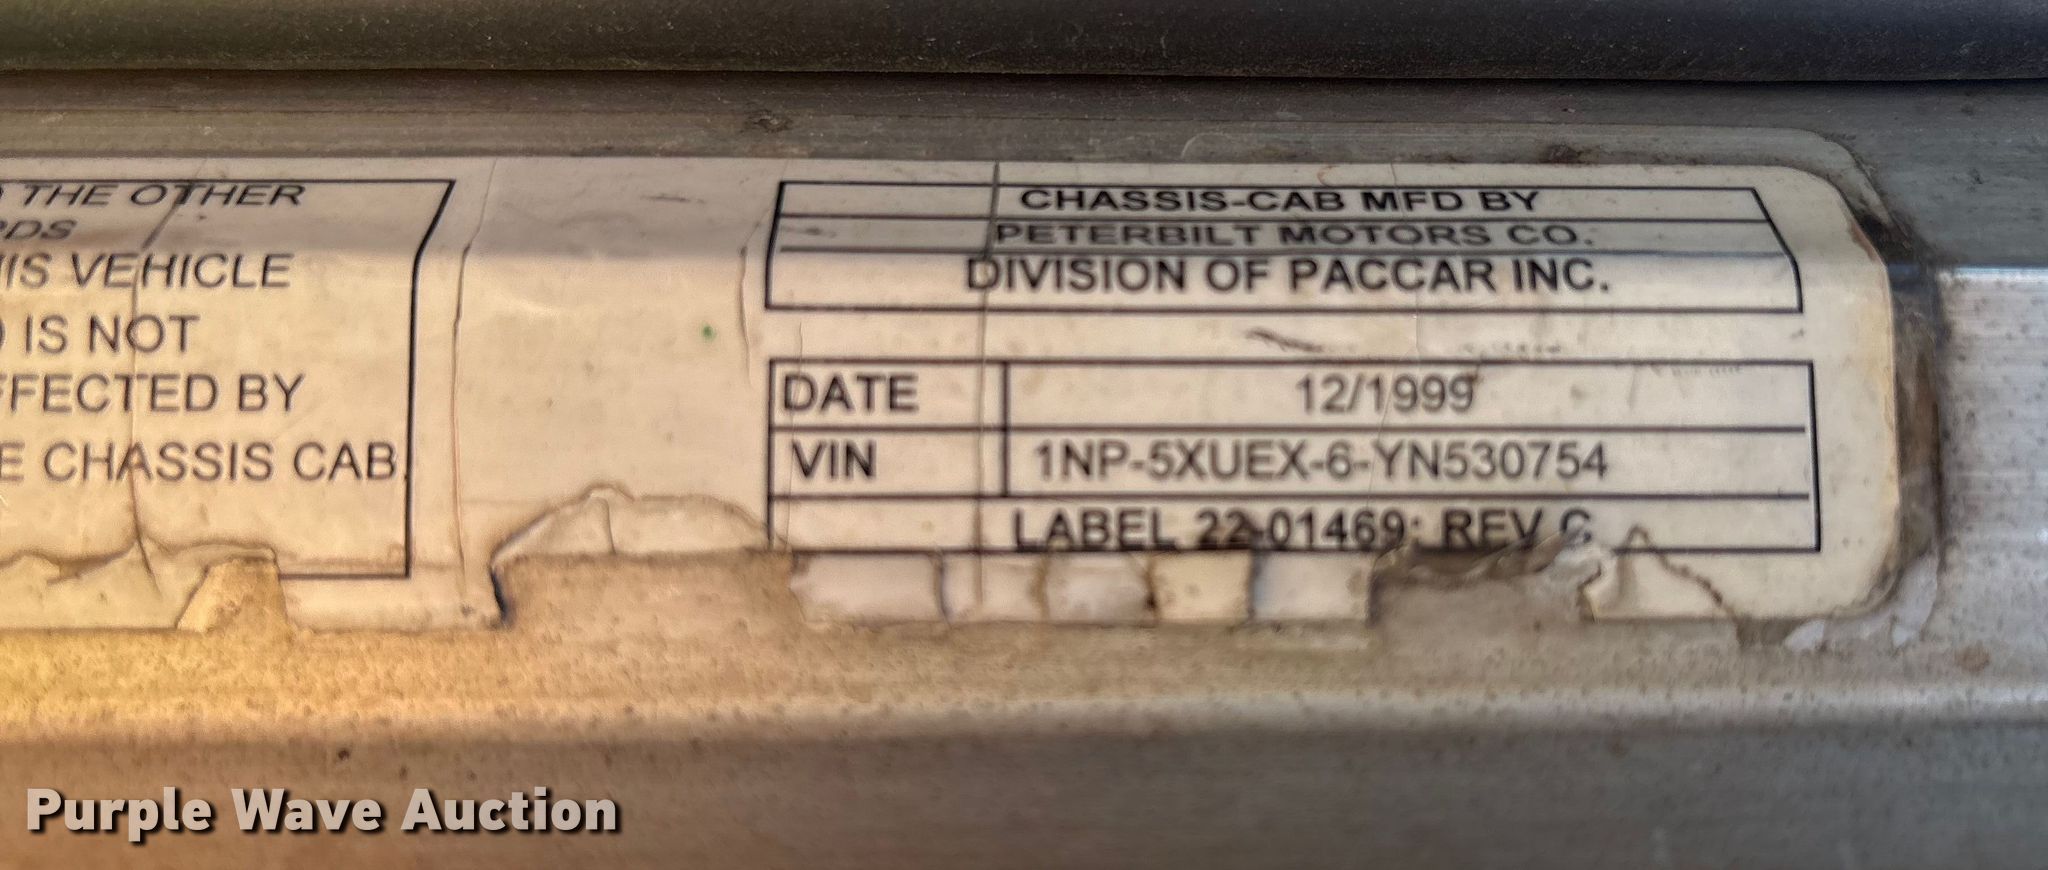 THE OTHER
RDS
IS VEHICLE
IS NOT
FFECTED BY
E CHASSIS CAB
CHASSIS-CAB MFD BY
PETERBILT MOTORS CO.
DIVISION OF PACCAR INC.
DATE 12/1999
VIN 1NP-5XUEX-6-YN530754
LABEL 22-01469: REV C
Purple Wave Auction